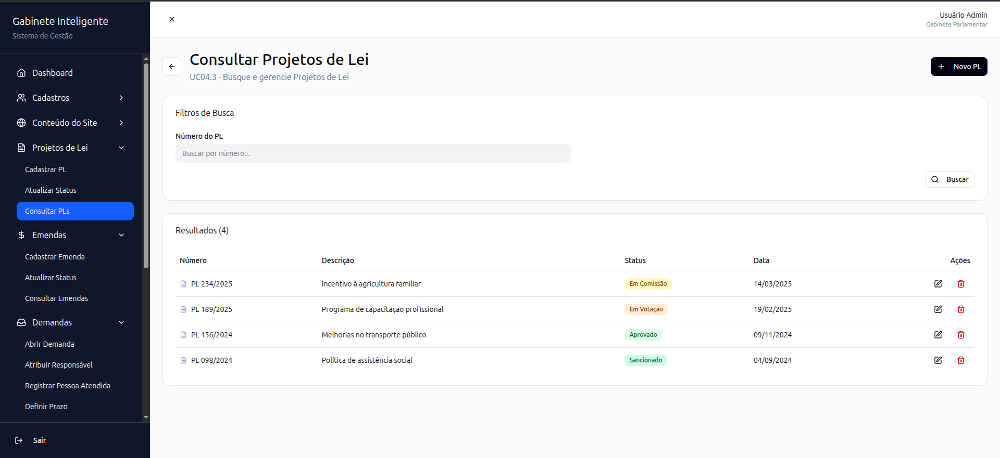 Gabinete Inteligente
Sistema de Gestão
Dashboard
Cadastros
Conteúdo do Site
Projetos de Lei
Cadastrar PL
Atualizar Status
Consultar PLs
Emendas
Cadastrar Emenda
Atualizar Status
Consultar Emendas
Demandas
Abrir Demanda
Atribuir Responsável
Registrar Pessoa Atendida
Definir Prazo
Sair
Usuário Admin
Gabinete Parlamentar
Consultar Projetos de Lei
UC04.3 - Busque e gerencie Projetos de Lei
Novo PL
Filtros de Busca
Número do PL
Buscar por número...
Buscar
Resultados (4)
Número Descrição Status Data Ações
PL 234/2025 Incentivo à agricultura familiar Em Comissão 14/03/2025
PL 189/2025 Programa de capacitação profissional Em Votação 19/02/2025
PL 156/2024 Melhorias no transporte público Aprovado 09/11/2024
PL 098/2024 Política de assistência social Sancionado 04/09/2024